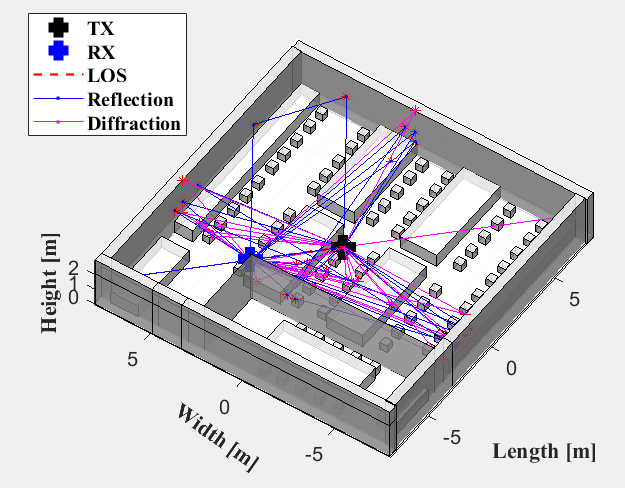 TX
RX
LOS
Reflection
Diffraction
Height [m]
2
1
0
5
0
-5
Width [m]
5
0
-5
Length [m]